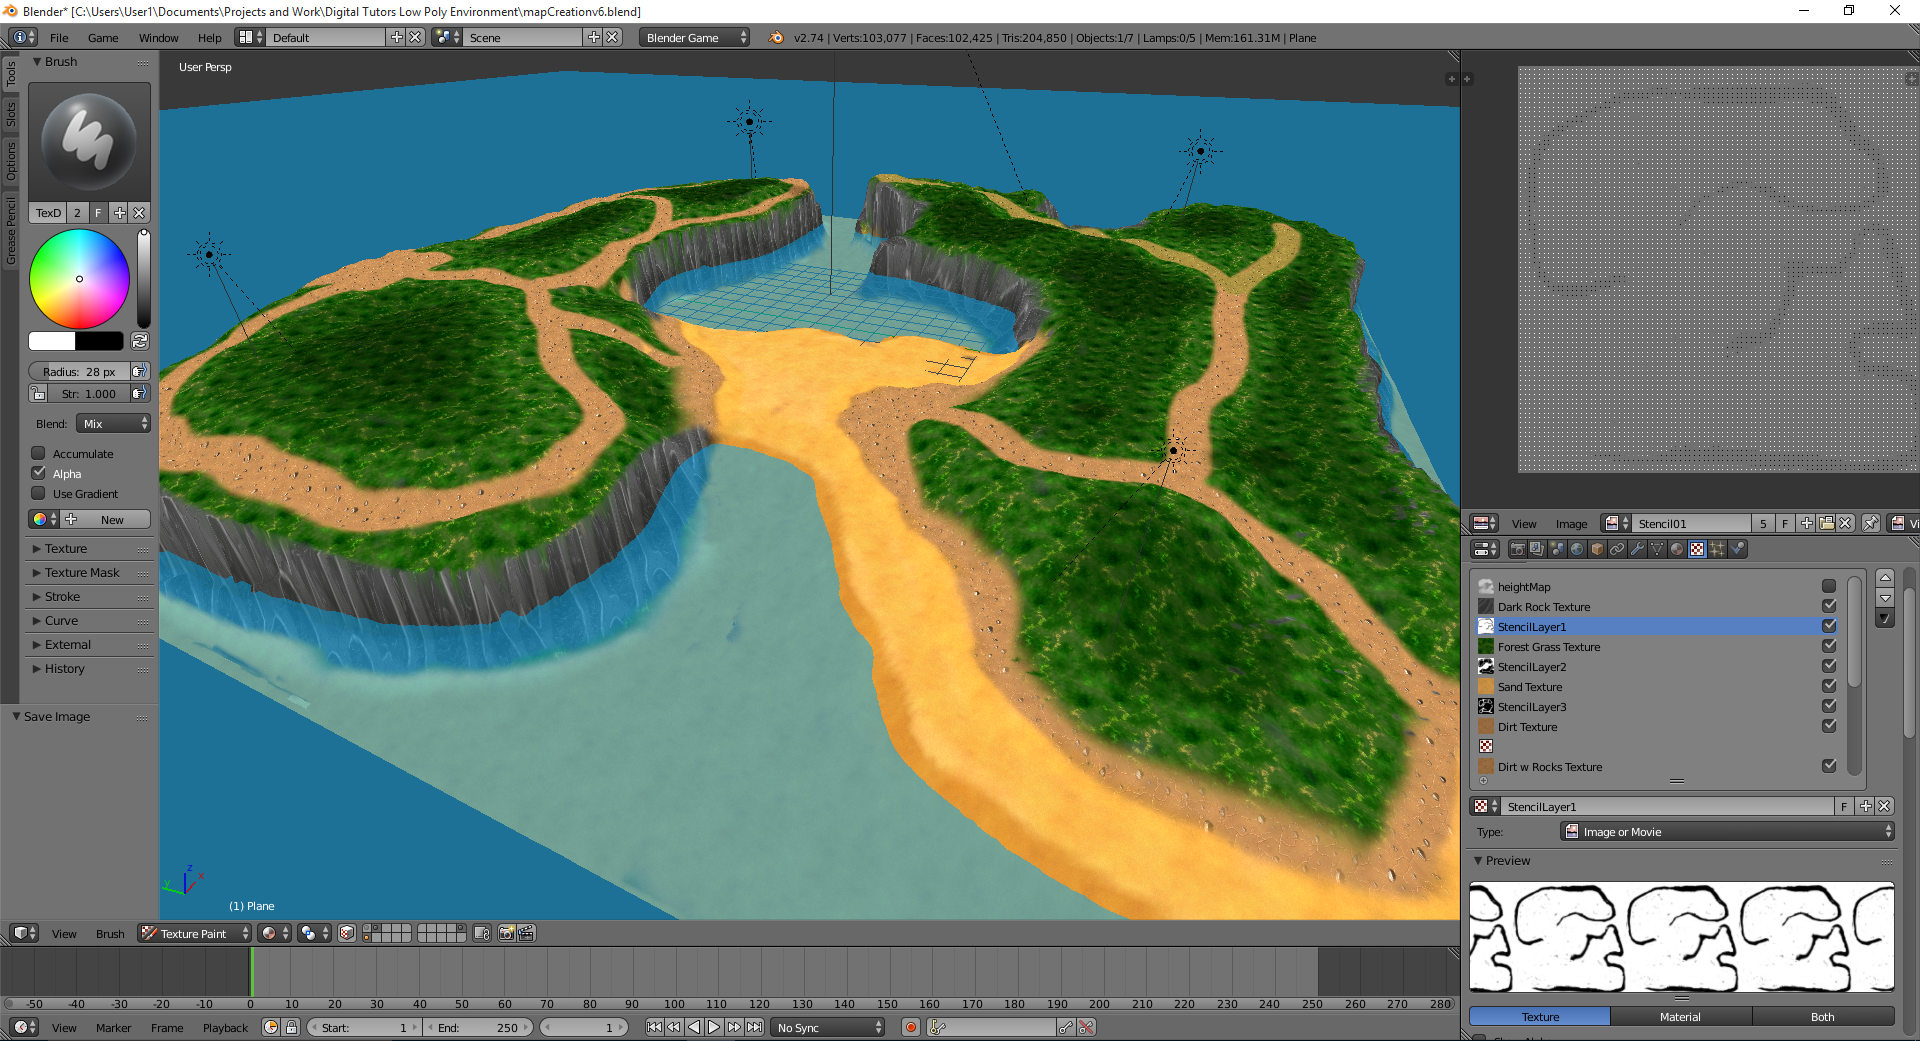 Blender* [C:\Users\User1\Documents\Projects and Work\Digital Tutors Low Poly Environment\mapCreationv6.blend]
File Game Window Help Default Scene Blender Game v2.74 | Verts:103,077 | Faces:102,425 | Tris:204,850 | Objects:1/7 | Lamps:0/5 | Mem:161.31M | Plane
Tools
Slots
Options
Grease Pencil
Brush
TexD 2 F
Radius: 28 px
Str: 1.000
Blend: Mix
Accumulate
Alpha
Use Gradient
New
Texture
Texture Mask
Stroke
Curve
External
History
Save Image
User Persp
z
x
y
(1) Plane
View Brush Texture Paint
-50 -40 -30 -20 -10 0 10 20 30 40 50 60 70 80 90 100 110 120 130 140 150 160 170 180 190 200 210 220 230 240 250 260 270 280
View Marker Frame Playback Start: 1 End: 250 1 No Sync
View Image Stencil01 5 F Vi
heightMap
Dark Rock Texture
StencilLayer1
Forest Grass Texture
StencilLayer2
Sand Texture
StencilLayer3
Dirt Texture
Dirt w Rocks Texture
StencilLayer1 F
Type: Image or Movie
Preview
Texture Material Both